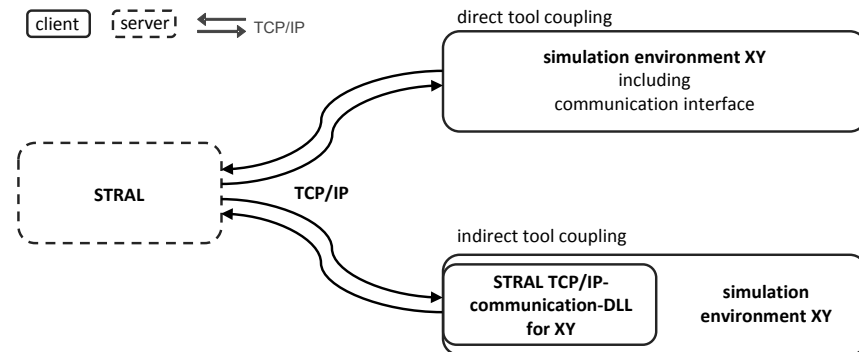 client
server
TCP/IP
direct tool coupling
simulation environment XY
including
communication interface
STRAL
TCP/IP
indirect tool coupling
STRAL TCP/IP-
communication-DLL
for XY
simulation
environment XY